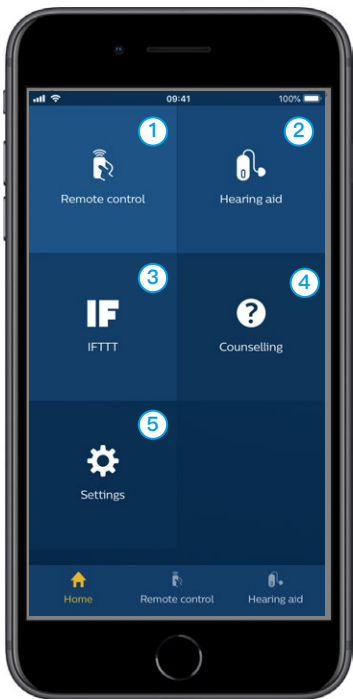 09:41
100%
1
2
Remote control
Hearing aid
3
4
IF
IFTTT
Counselling
5
Settings
Home
Remote control
Hearing aid